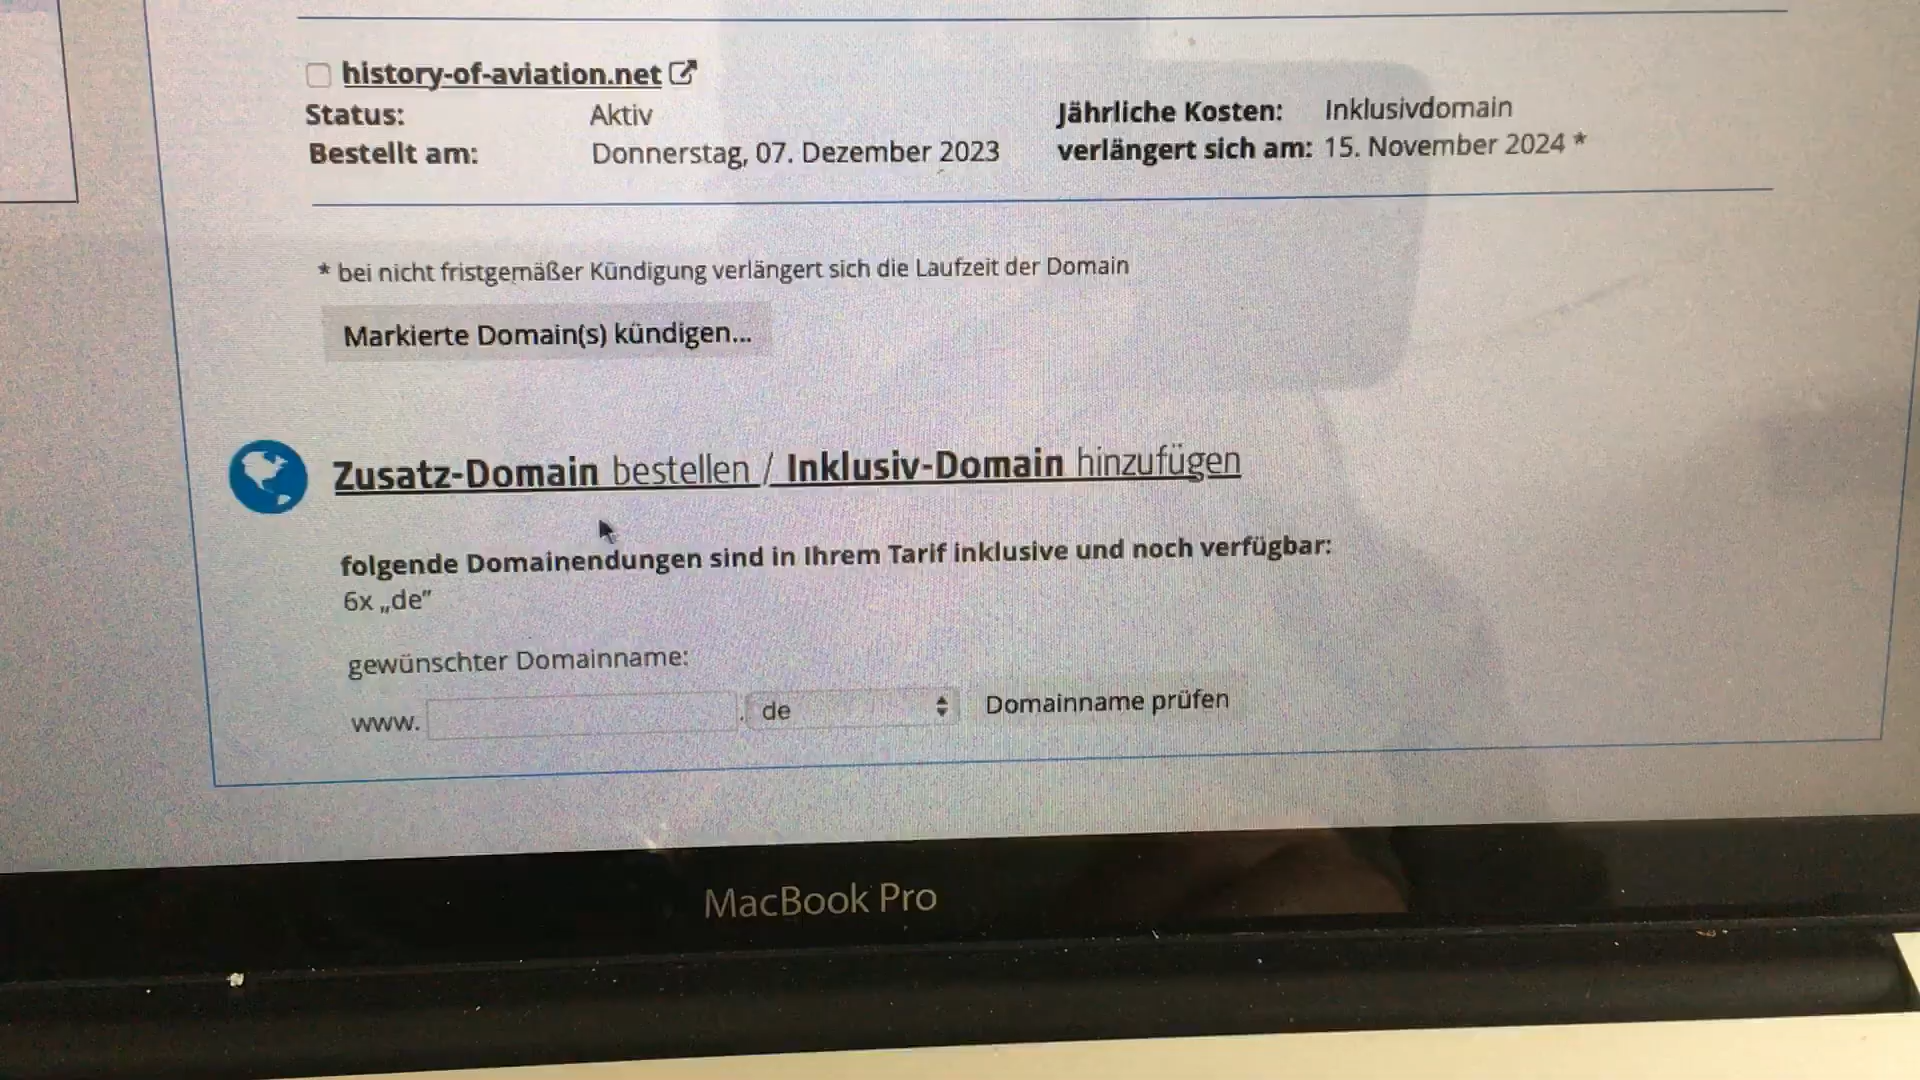 history-of-aviation.net
Status: Aktiv Jährliche Kosten: Inklusivdomain
Bestellt am: Donnerstag, 07. Dezember 2023 verlängert sich am: 15. November 2024 *
* bei nicht fristgemäßer Kündigung verlängert sich die Laufzeit der Domain
Markierte Domain(s) kündigen...
Zusatz-Domain bestellen / Inklusiv-Domain hinzufügen
folgende Domainendungen sind in Ihrem Tarif inklusive und noch verfügbar:
6x „de"
gewünschter Domainname:
www. . de Domainname prüfen
MacBook Pro